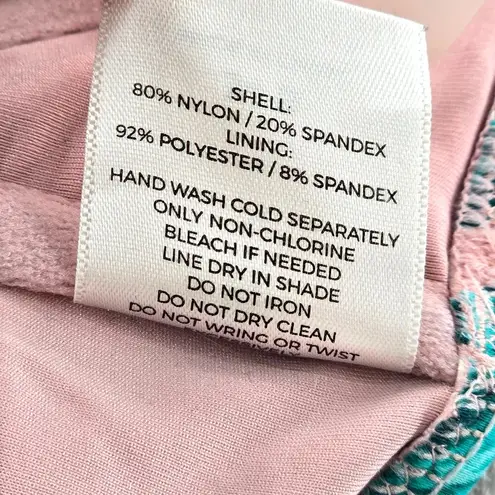 SHELL:
80% NYLON / 20% SPANDEX
LINING:
92% POLYESTER / 8% SPANDEX
HAND WASH COLD SEPARATELY
ONLY NON-CHLORINE
BLEACH IF NEEDED
LINE DRY IN SHADE
DO NOT IRON
DO NOT DRY CLEAN
DO NOT WRING OR TWIST